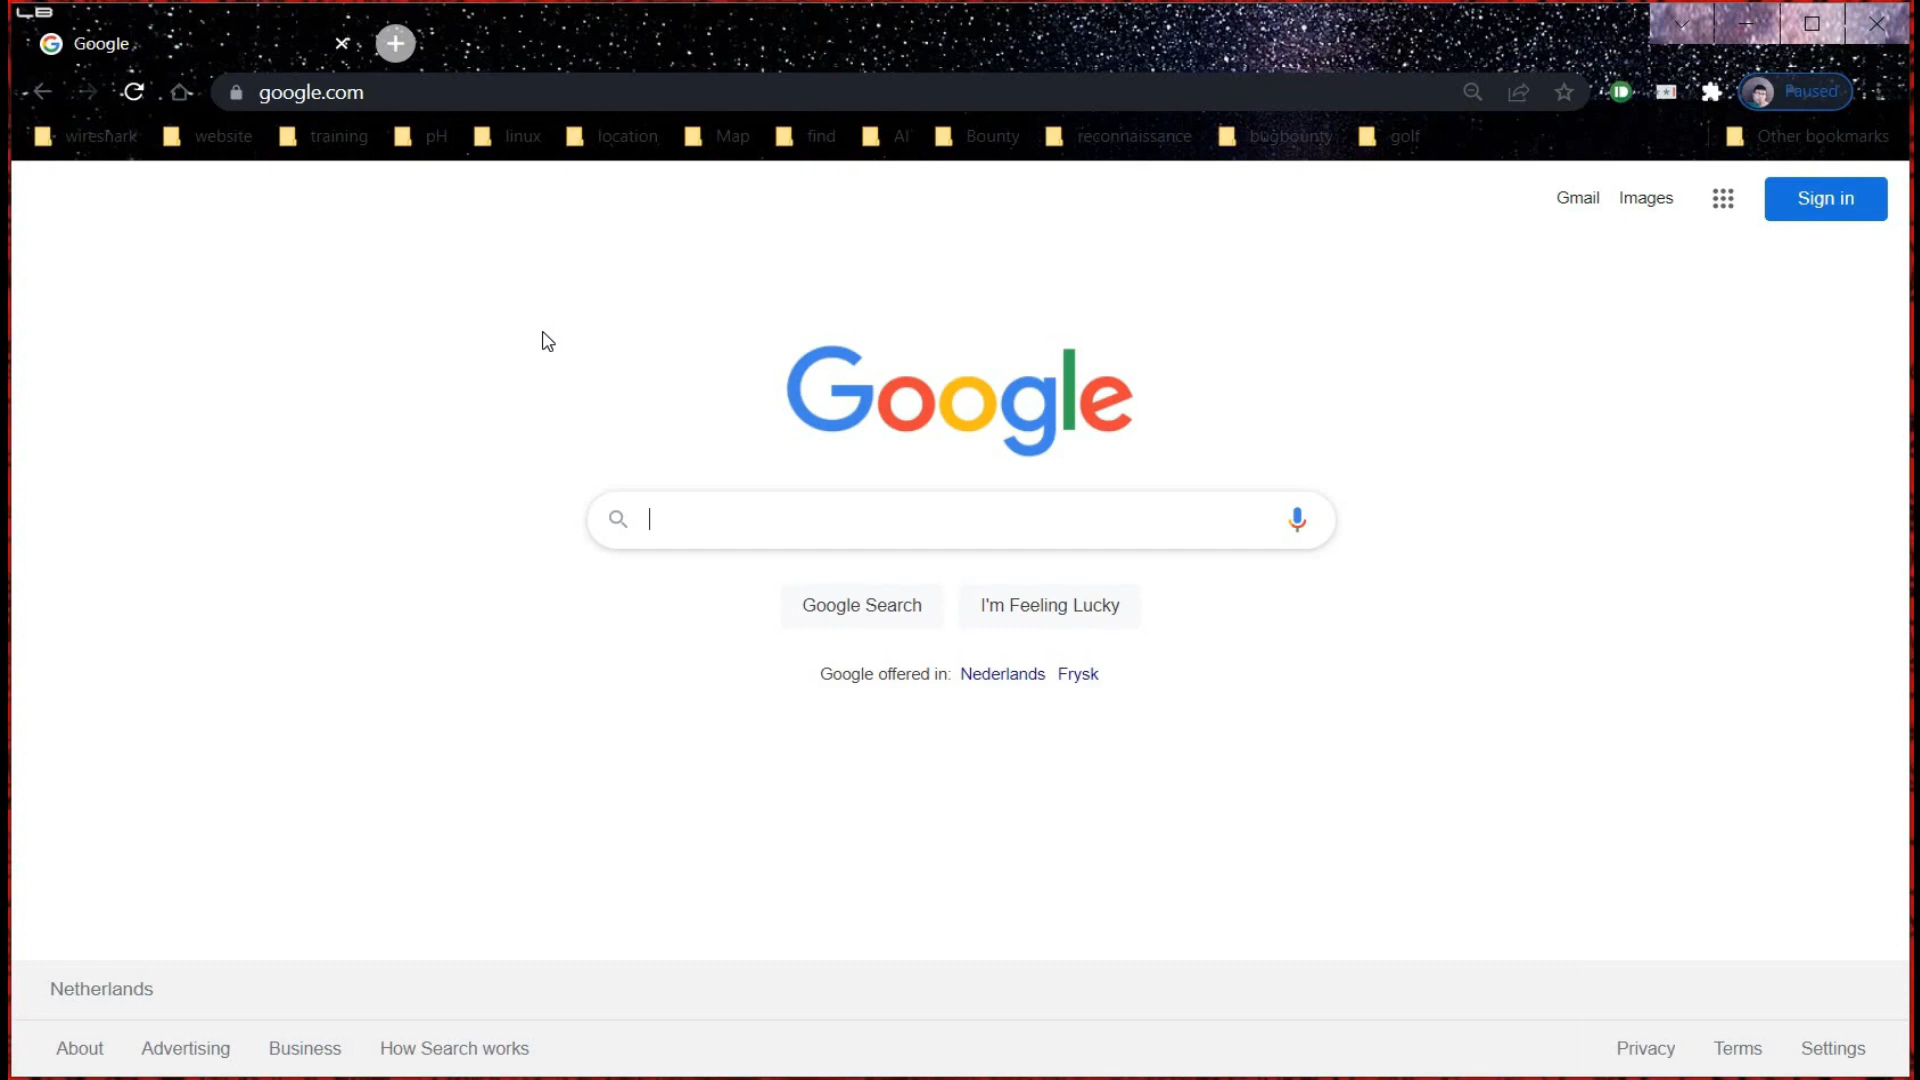 Google
google.com
Paused
wireshark website training pH linux location Map find AI Bounty reconnaissance bugbounty golf Other bookmarks
Gmail Images Sign in
Google
Google Search I'm Feeling Lucky
Google offered in: Nederlands Frysk
Netherlands
About Advertising Business How Search works Privacy Terms Settings